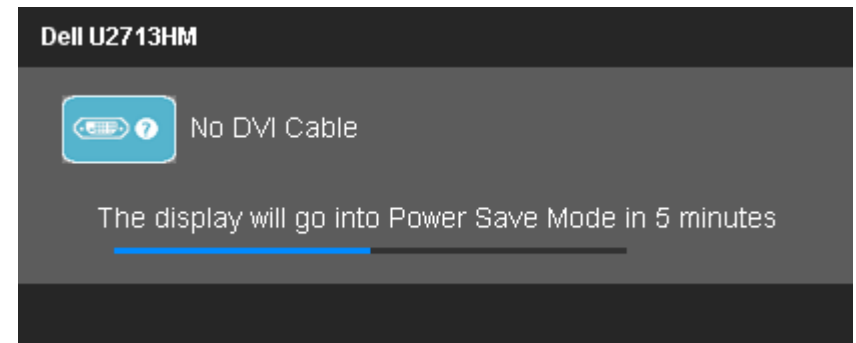 Dell U2713HM
? No DVI Cable
The display will go into Power Save Mode in 5 minutes